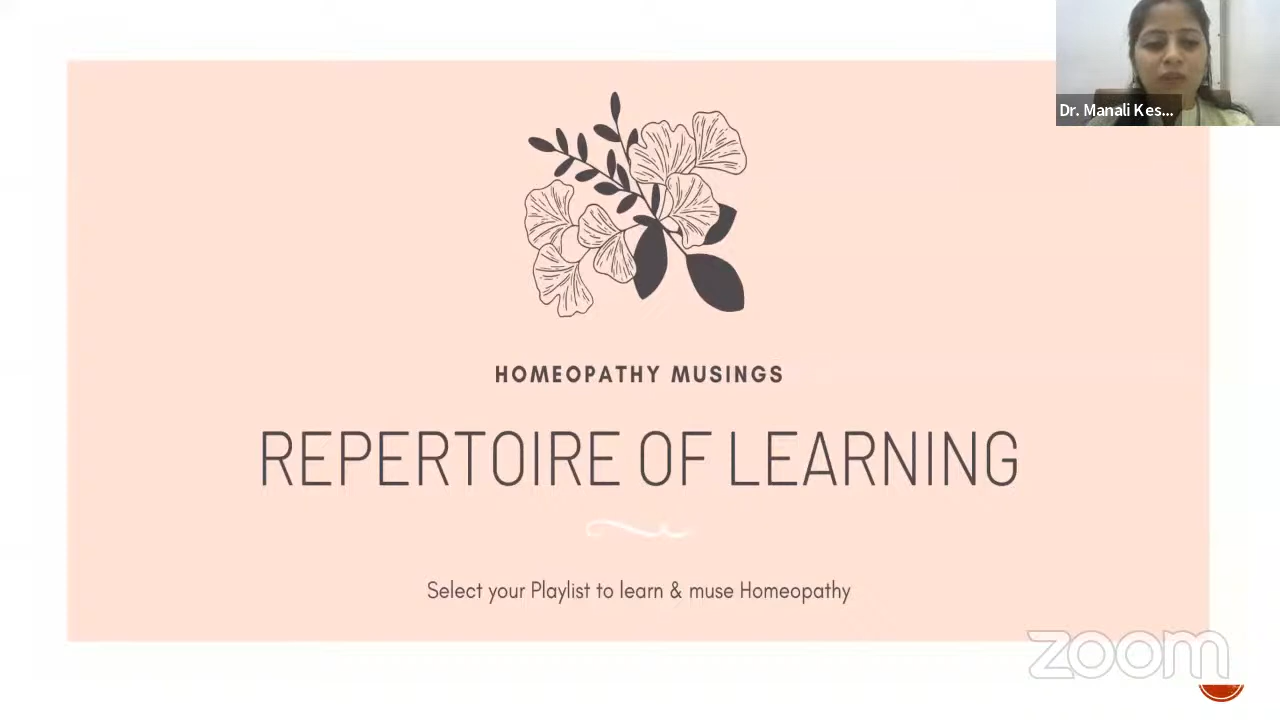 Dr. Manali Kes...
HOMEOPATHY MUSINGS
REPERTOIRE OF LEARNING
Select your Playlist to learn & muse Homeopathy
zoom